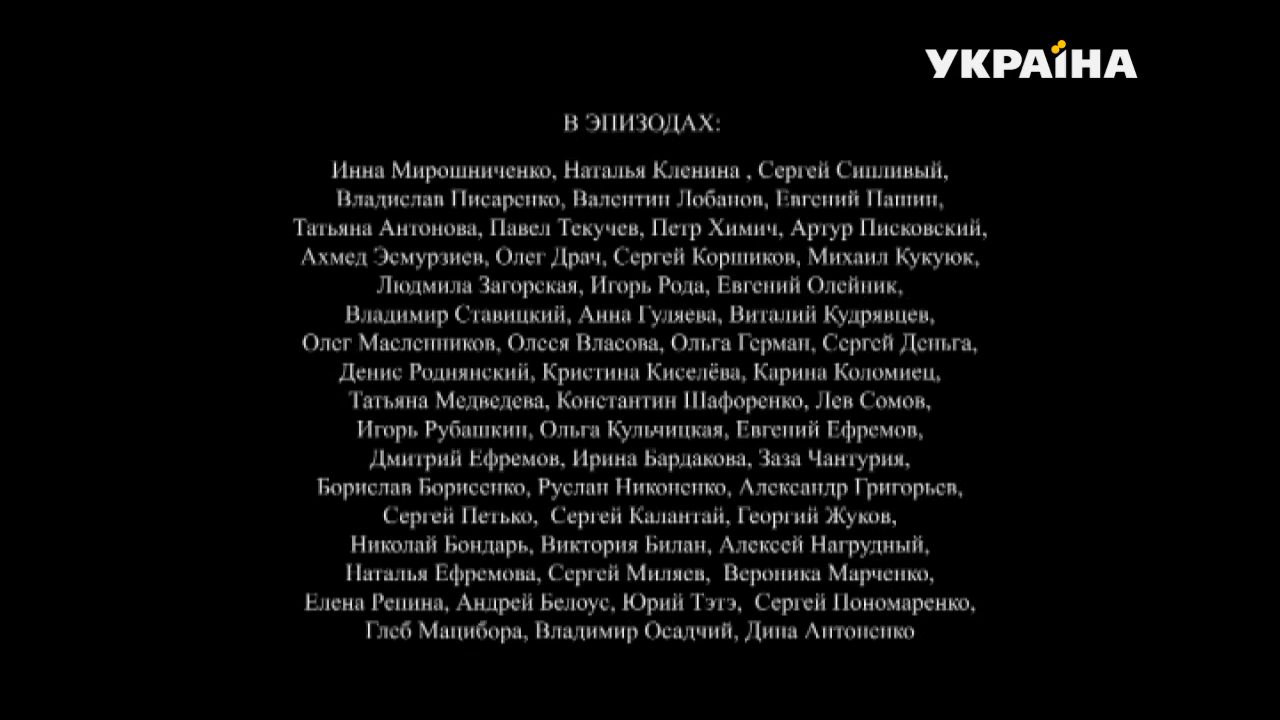 УКРАЇНА
В ЭПИЗОДАХ:
Инна Мирошниченко, Наталья Кленина , Сергей Сипливый,
Владислав Писаренко, Валентин Лобанов, Евгений Пашин,
Татьяна Антонова, Павел Текучев, Петр Химич, Артур Писковский,
Ахмед Эсмурзиев, Олег Драч, Сергей Коршиков, Михаил Кукуюк,
Людмила Загорская, Игорь Рода, Евгений Олейник,
Владимир Ставицкий, Анна Гуляева, Виталий Кудрявцев,
Олег Масленников, Олеся Власова, Ольга Герман, Сергей Деньга,
Денис Роднянский, Кристина Киселёва, Карина Коломиец,
Татьяна Медведева, Константин Шафоренко, Лев Сомов,
Игорь Рубашкин, Ольга Кульчицкая, Евгений Ефремов,
Дмитрий Ефремов, Ирина Бардакова, Заза Чантурия,
Борислав Борисенко, Руслан Никоненко, Александр Григорьев,
Сергей Петько,  Сергей Калантай, Георгий Жуков,
Николай Бондарь, Виктория Билан, Алексей Нагрудный,
Наталья Ефремова, Сергей Миляев,  Вероника Марченко,
Елена Репина, Андрей Белоус, Юрий Тэтэ,  Сергей Пономаренко,
Глеб Мацибора, Владимир Осадчий, Дина Антоненко